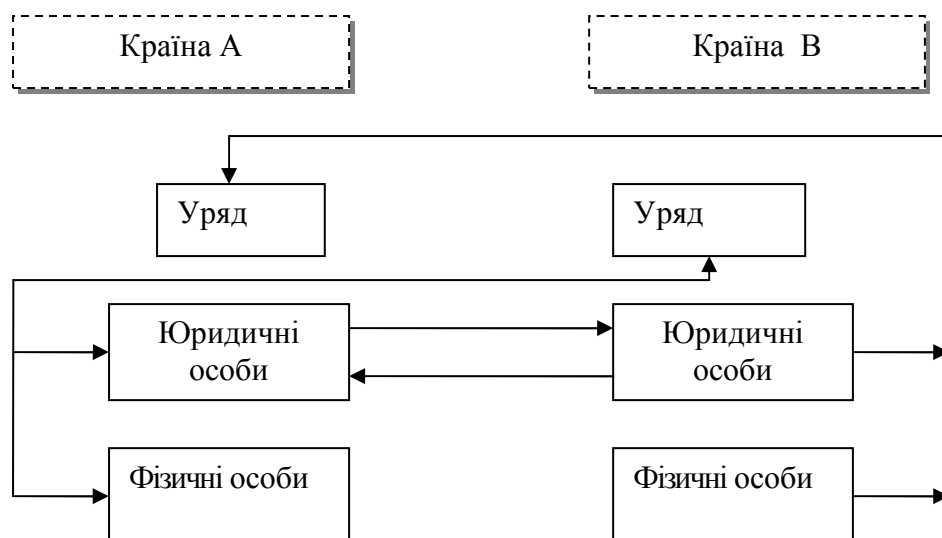 Країна А
Країна В
Уряд
Уряд
Юридичні
особи
Юридичні
особи
Фізичні особи
Фізичні особи